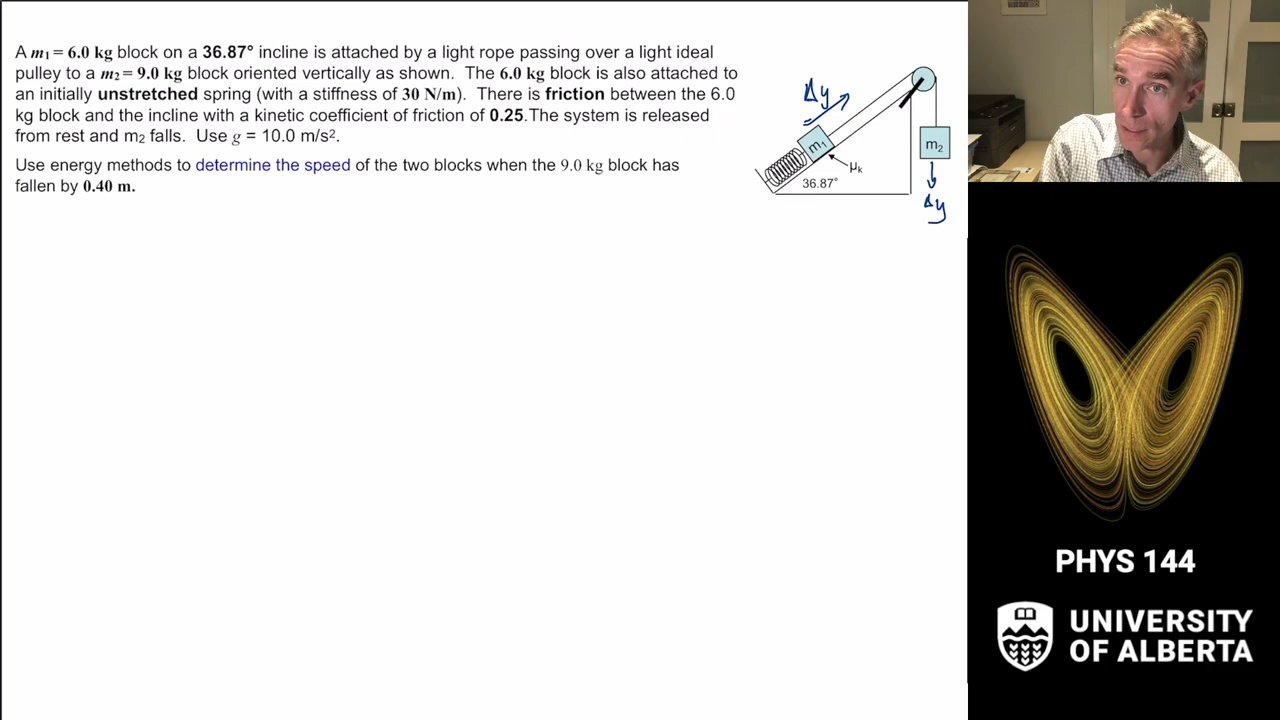 A m₁ = 6.0 kg block on a 36.87° incline is attached by a light rope passing over a light ideal
pulley to a m₂ = 9.0 kg block oriented vertically as shown. The 6.0 kg block is also attached to
an initially unstretched spring (with a stiffness of 30 N/m). There is friction between the 6.0
kg block and the incline with a kinetic coefficient of friction of 0.25.The system is released
from rest and m₂ falls. Use g = 10.0 m/s².
Use energy methods to determine the speed of the two blocks when the 9.0 kg block has
fallen by 0.40 m.
Δy
m₁
m₂
μₖ
36.87°
Δy
PHYS 144
UNIVERSITY
OF ALBERTA